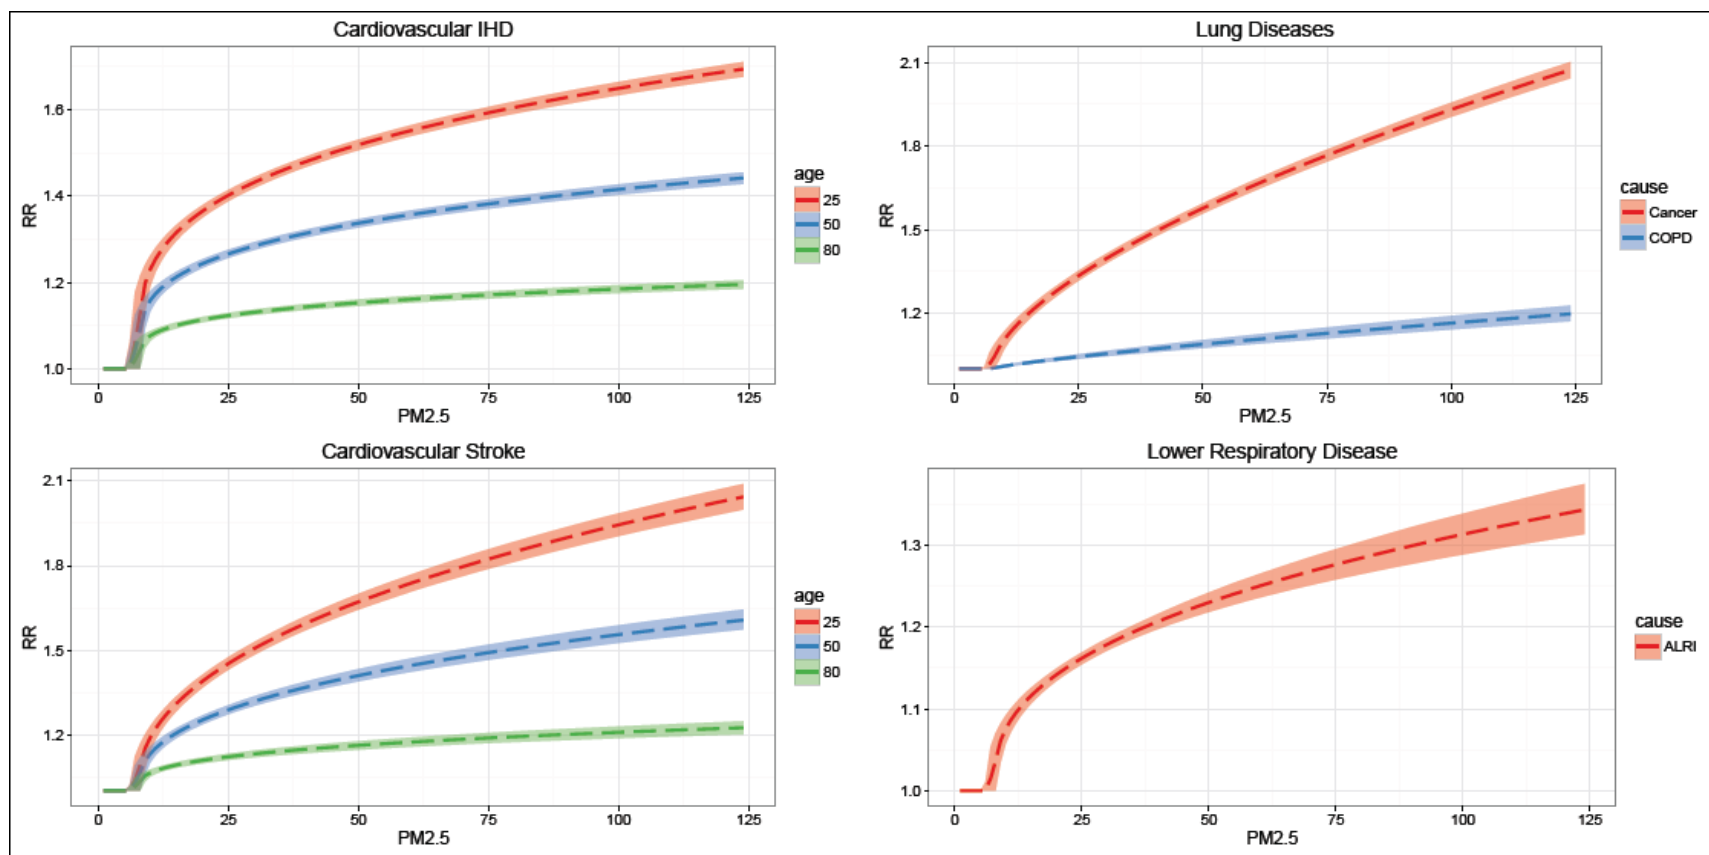 Cardiovascular IHD
RR
1.6
1.4
1.2
1.0
0 25 50 75 100 125
PM2.5
age
25
50
80
Lung Diseases
RR
2.1
1.8
1.5
1.2
0 25 50 75 100 125
PM2.5
cause
Cancer
COPD
Cardiovascular Stroke
RR
2.1
1.8
1.5
1.2
0 25 50 75 100 125
PM2.5
age
25
50
80
Lower Respiratory Disease
RR
1.3
1.2
1.1
1.0
0 25 50 75 100 125
PM2.5
cause
ALRI